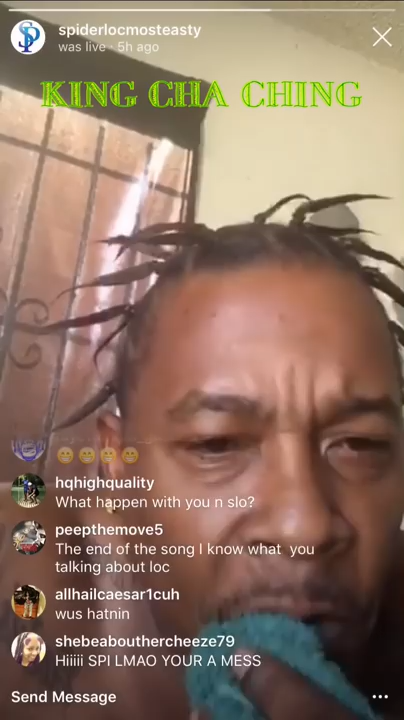 spiderlocmosteasty
was live · 5h ago
KING CHA CHING
hqhighquality
What happen with you n slo?
peepthemove5
The end of the song I know what you
talking about loc
allhailcaesar1cuh
wus hatnin
shebeabouthercheeze79
Hiiiii SPI LMAO YOUR A MESS
Send Message